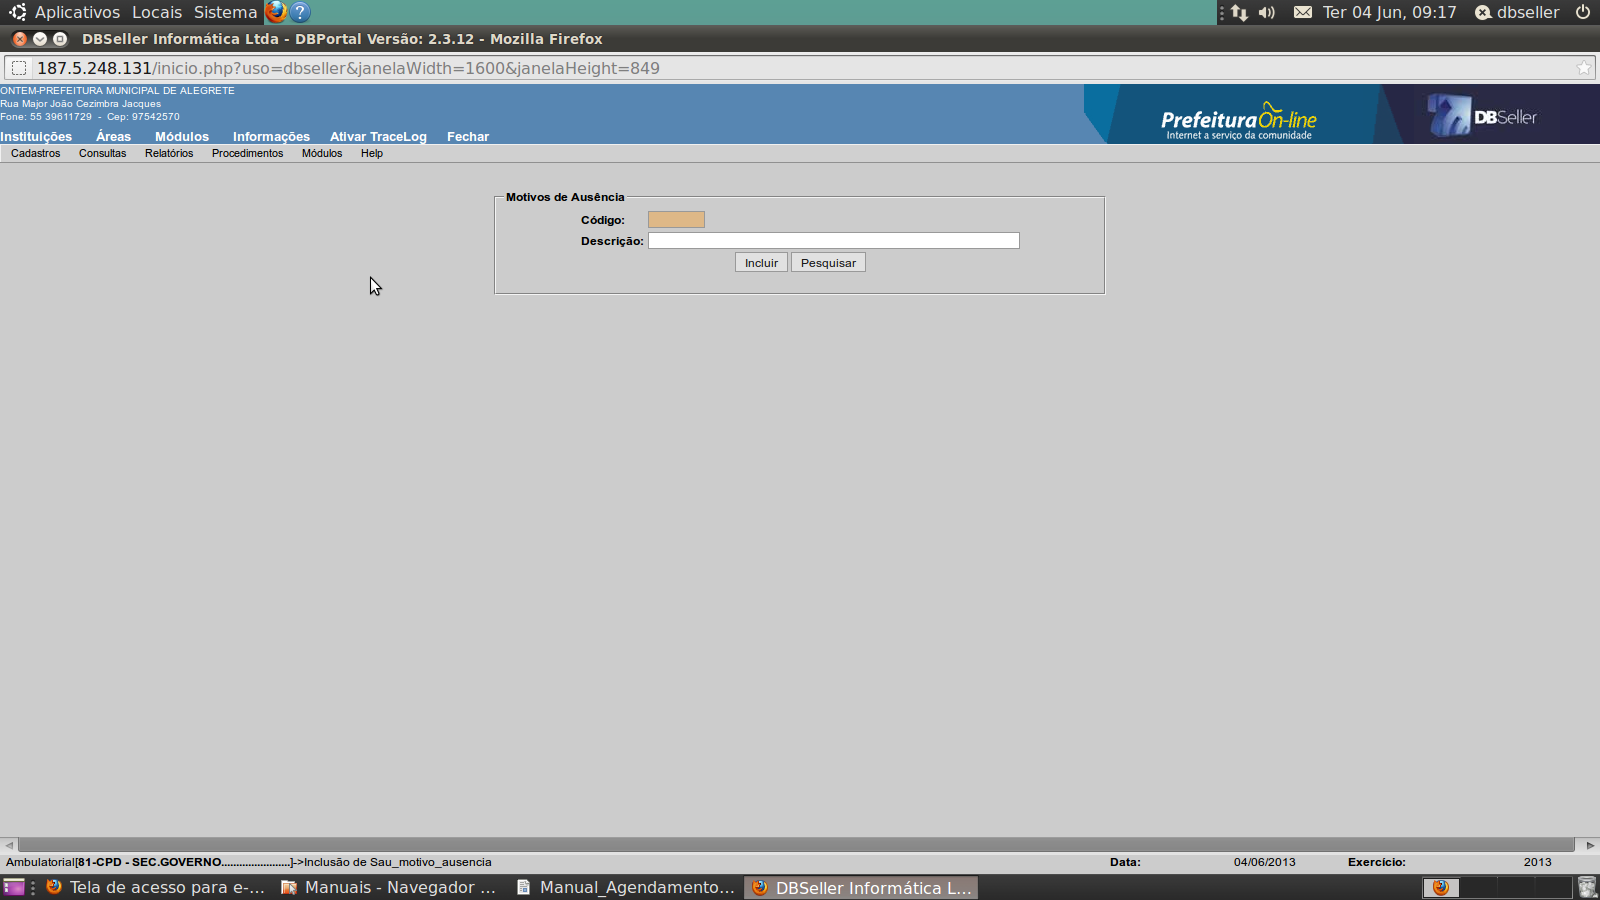 Aplicativos Locais Sistema ? Ter 04 Jun, 09:17 dbseller
DBSeller Informática Ltda - DBPortal Versão: 2.3.12 - Mozilla Firefox
187.5.248.131/inicio.php?uso=dbseller&janelaWidth=1600&janelaHeight=849
ONTEM-PREFEITURA MUNICIPAL DE ALEGRETE
Rua Major João Cezimbra Jacques
Fone: 55 39611729 - Cep: 97542570
PrefeituraOn-line
Internet a serviço da comunidade
DBSeller
Instituições Áreas Módulos Informações Ativar TraceLog Fechar
Cadastros Consultas Relatórios Procedimentos Módulos Help
Motivos de Ausência
Código:
Descrição:
Incluir Pesquisar
Ambulatorial[81-CPD - SEC.GOVERNO.......................]->Inclusão de Sau_motivo_ausencia Data: 04/06/2013 Exercício: 2013
Tela de acesso para e-... Manuais - Navegador ... Manual_Agendamento... DBSeller Informática L...